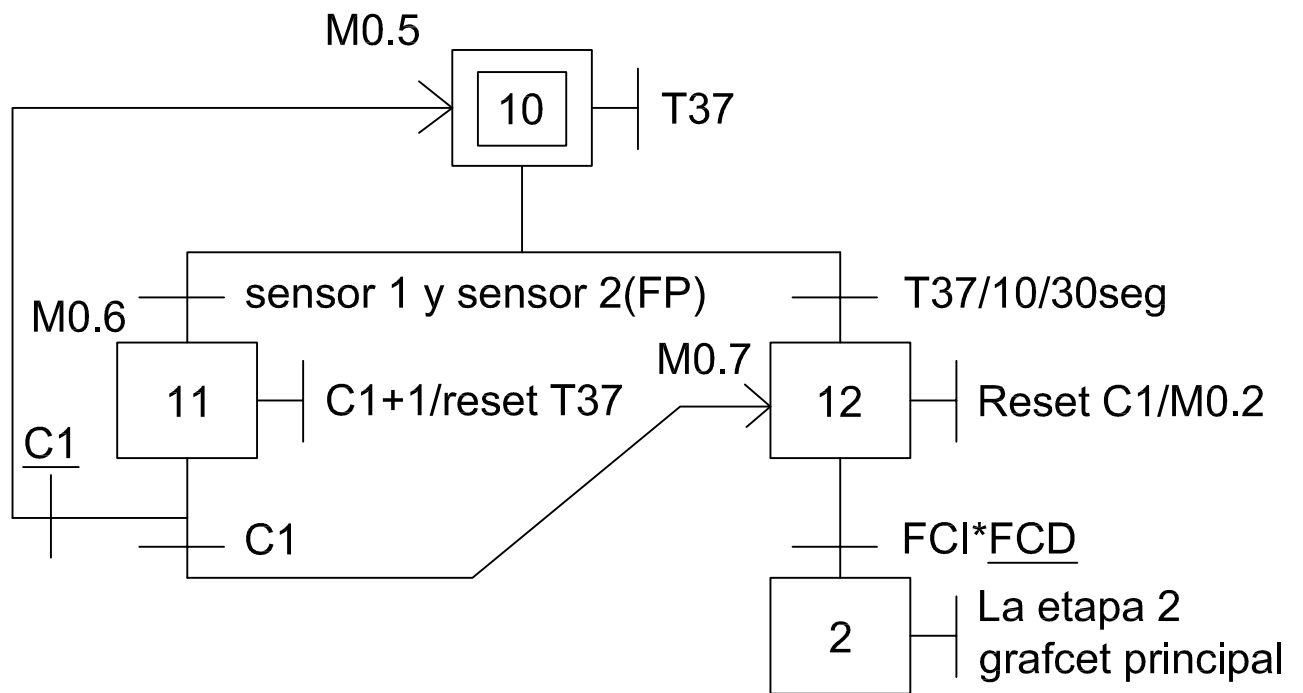 M0.5
10
T37
sensor 1 y sensor 2(FP)
T37/10/30seg
M0.6
M0.7
11
C1+1/reset T37
12
Reset C1/M0.2
C1
C1
FCI*FCD
2
La etapa 2
grafcet principal